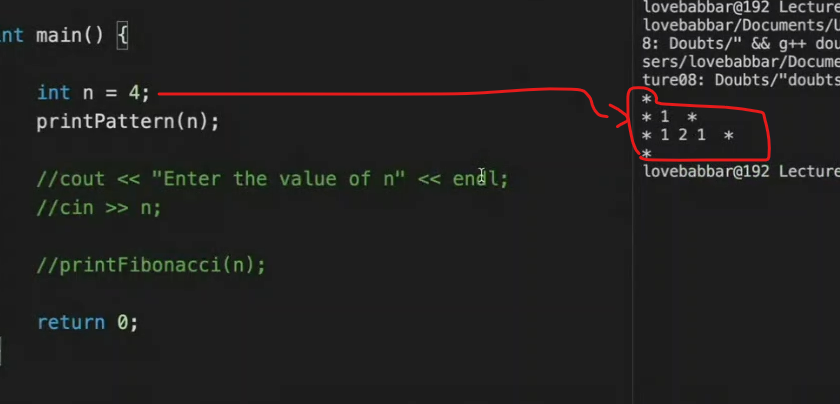 nt main() {
int n = 4;
printPattern(n);
//cout << "Enter the value of n" << endl;
//cin >> n;
//printFibonacci(n);
return 0;
lovebabbar@192 Lecture
lovebabbar/Documents/L
8: Doubts/" && g++ dou
sers/lovebabbar/Docume
ture08: Doubts/"doubts
*
* 1 *
* 1 2 1 *
*
lovebabbar@192 Lecture